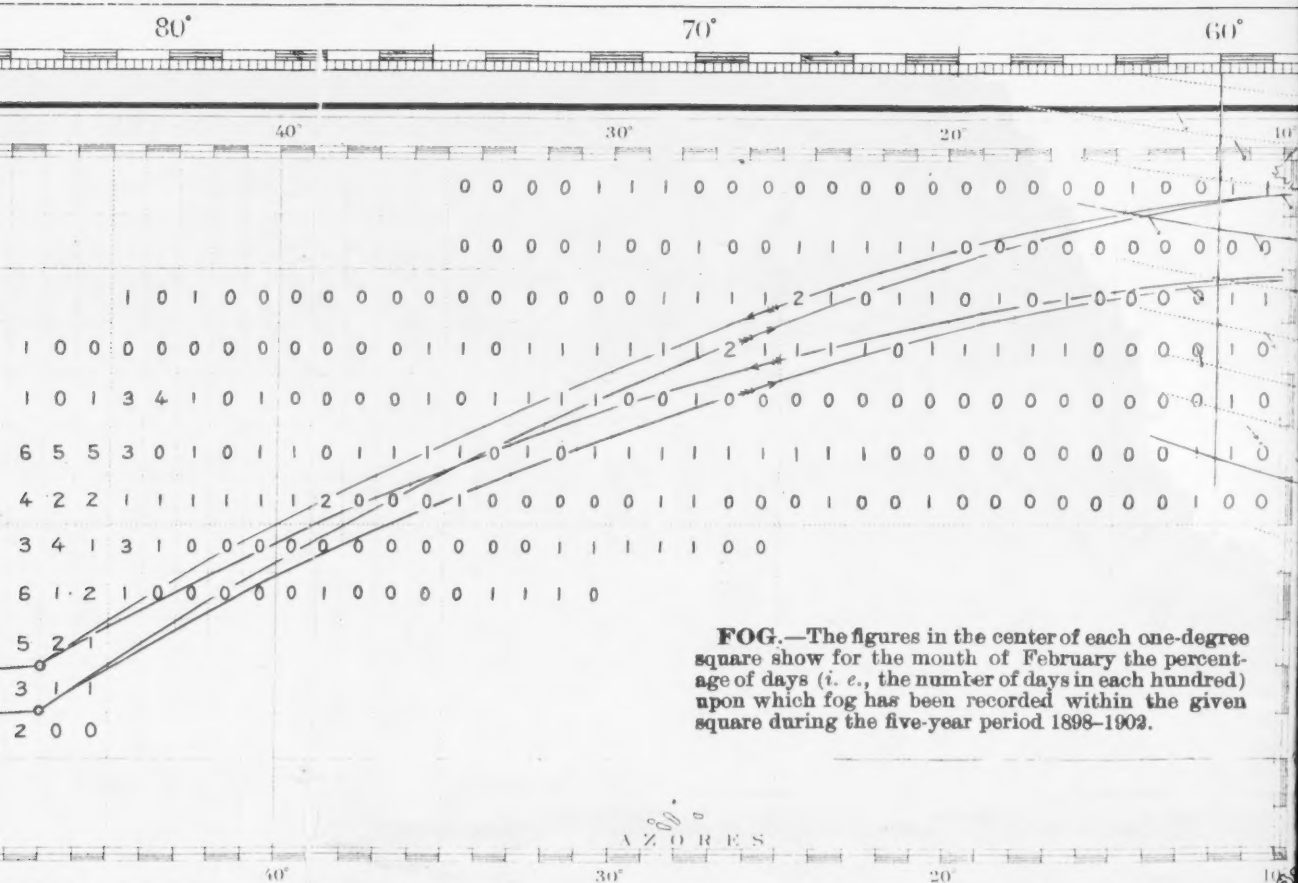 80° 70° 60°
40° 30° 20° 10°
0 0 0 0 1 1 1 1 0 0 0 0 0 0 0 0 0 0 0 0 1 0 0 1 1
0 0 0 0 1 0 0 1 0 0 1 1 1 1 1 0 0 0 0 0 0 0 0 0 0
1 0 1 0 0 0 0 0 0 0 0 0 0 0 0 0 1 1 1 1 2 1 0 1 1 0 1 0 1 0 0 0 0 1 1
1 0 0 0 0 0 0 0 0 0 0 0 1 1 0 1 1 1 1 1 1 2 1 1 1 1 0 1 1 1 1 1 0 0 0 0 1 0
1 0 1 3 4 1 0 1 0 0 0 0 1 0 1 1 1 1 0 0 1 0 0 0 0 0 0 0 0 0 0 0 0 0 0 0 1 0
6 5 5 3 0 1 0 1 1 0 1 1 1 1 0 1 0 1 1 1 1 1 1 1 1 1 0 0 0 0 0 0 0 0 0 1 1 0
4 2 2 1 1 1 1 1 1 2 0 0 0 1 0 0 0 0 0 1 1 0 0 0 1 0 0 1 0 0 0 0 0 0 0 1 0 0
3 4 1 3 1 0 0 0 0 0 0 0 0 0 0 0 1 1 1 1 1 0 0
6 1 2 1 0 0 0 0 0 1 0 0 0 0 1 1 1 0
5 2 1
3 1 1
2 0 0
FOG.—The figures in the center of each one-degree
square show for the month of February the percent-
age of days (i. e., the number of days in each hundred)
upon which fog has been recorded within the given
square during the five-year period 1898–1902.
AZORES
40° 30° 20° 10